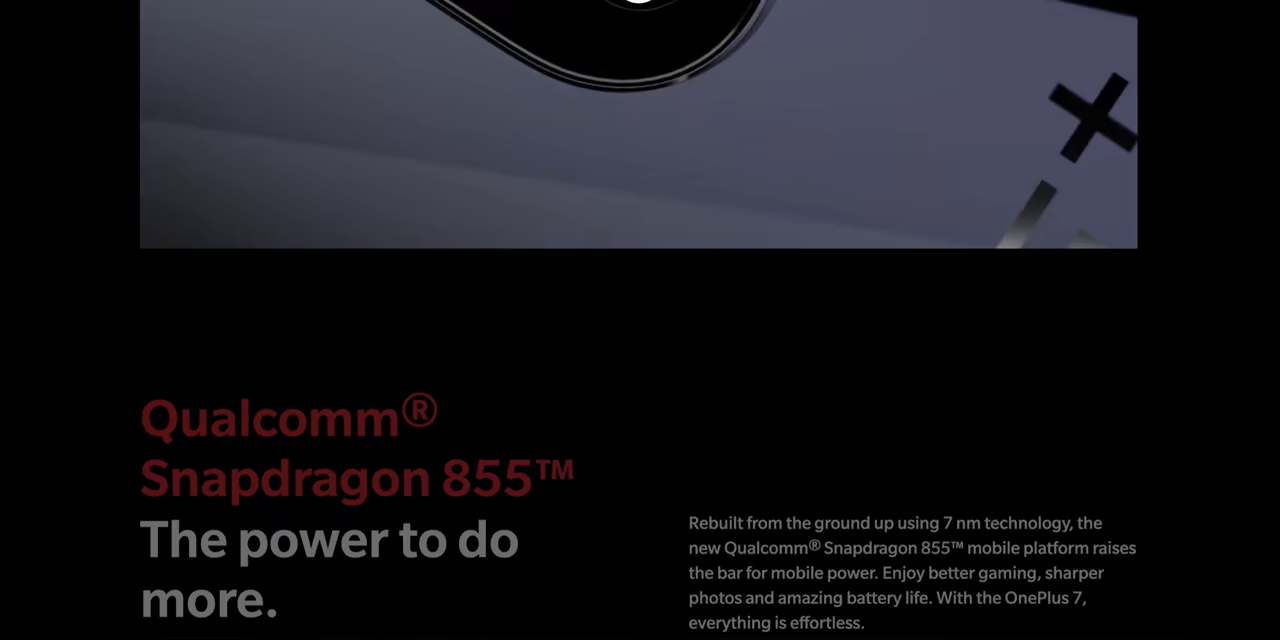 Qualcomm®
Snapdragon 855™
The power to do
more.
Rebuilt from the ground up using 7 nm technology, the
new Qualcomm® Snapdragon 855™ mobile platform raises
the bar for mobile power. Enjoy better gaming, sharper
photos and amazing battery life. With the OnePlus 7,
everything is effortless.